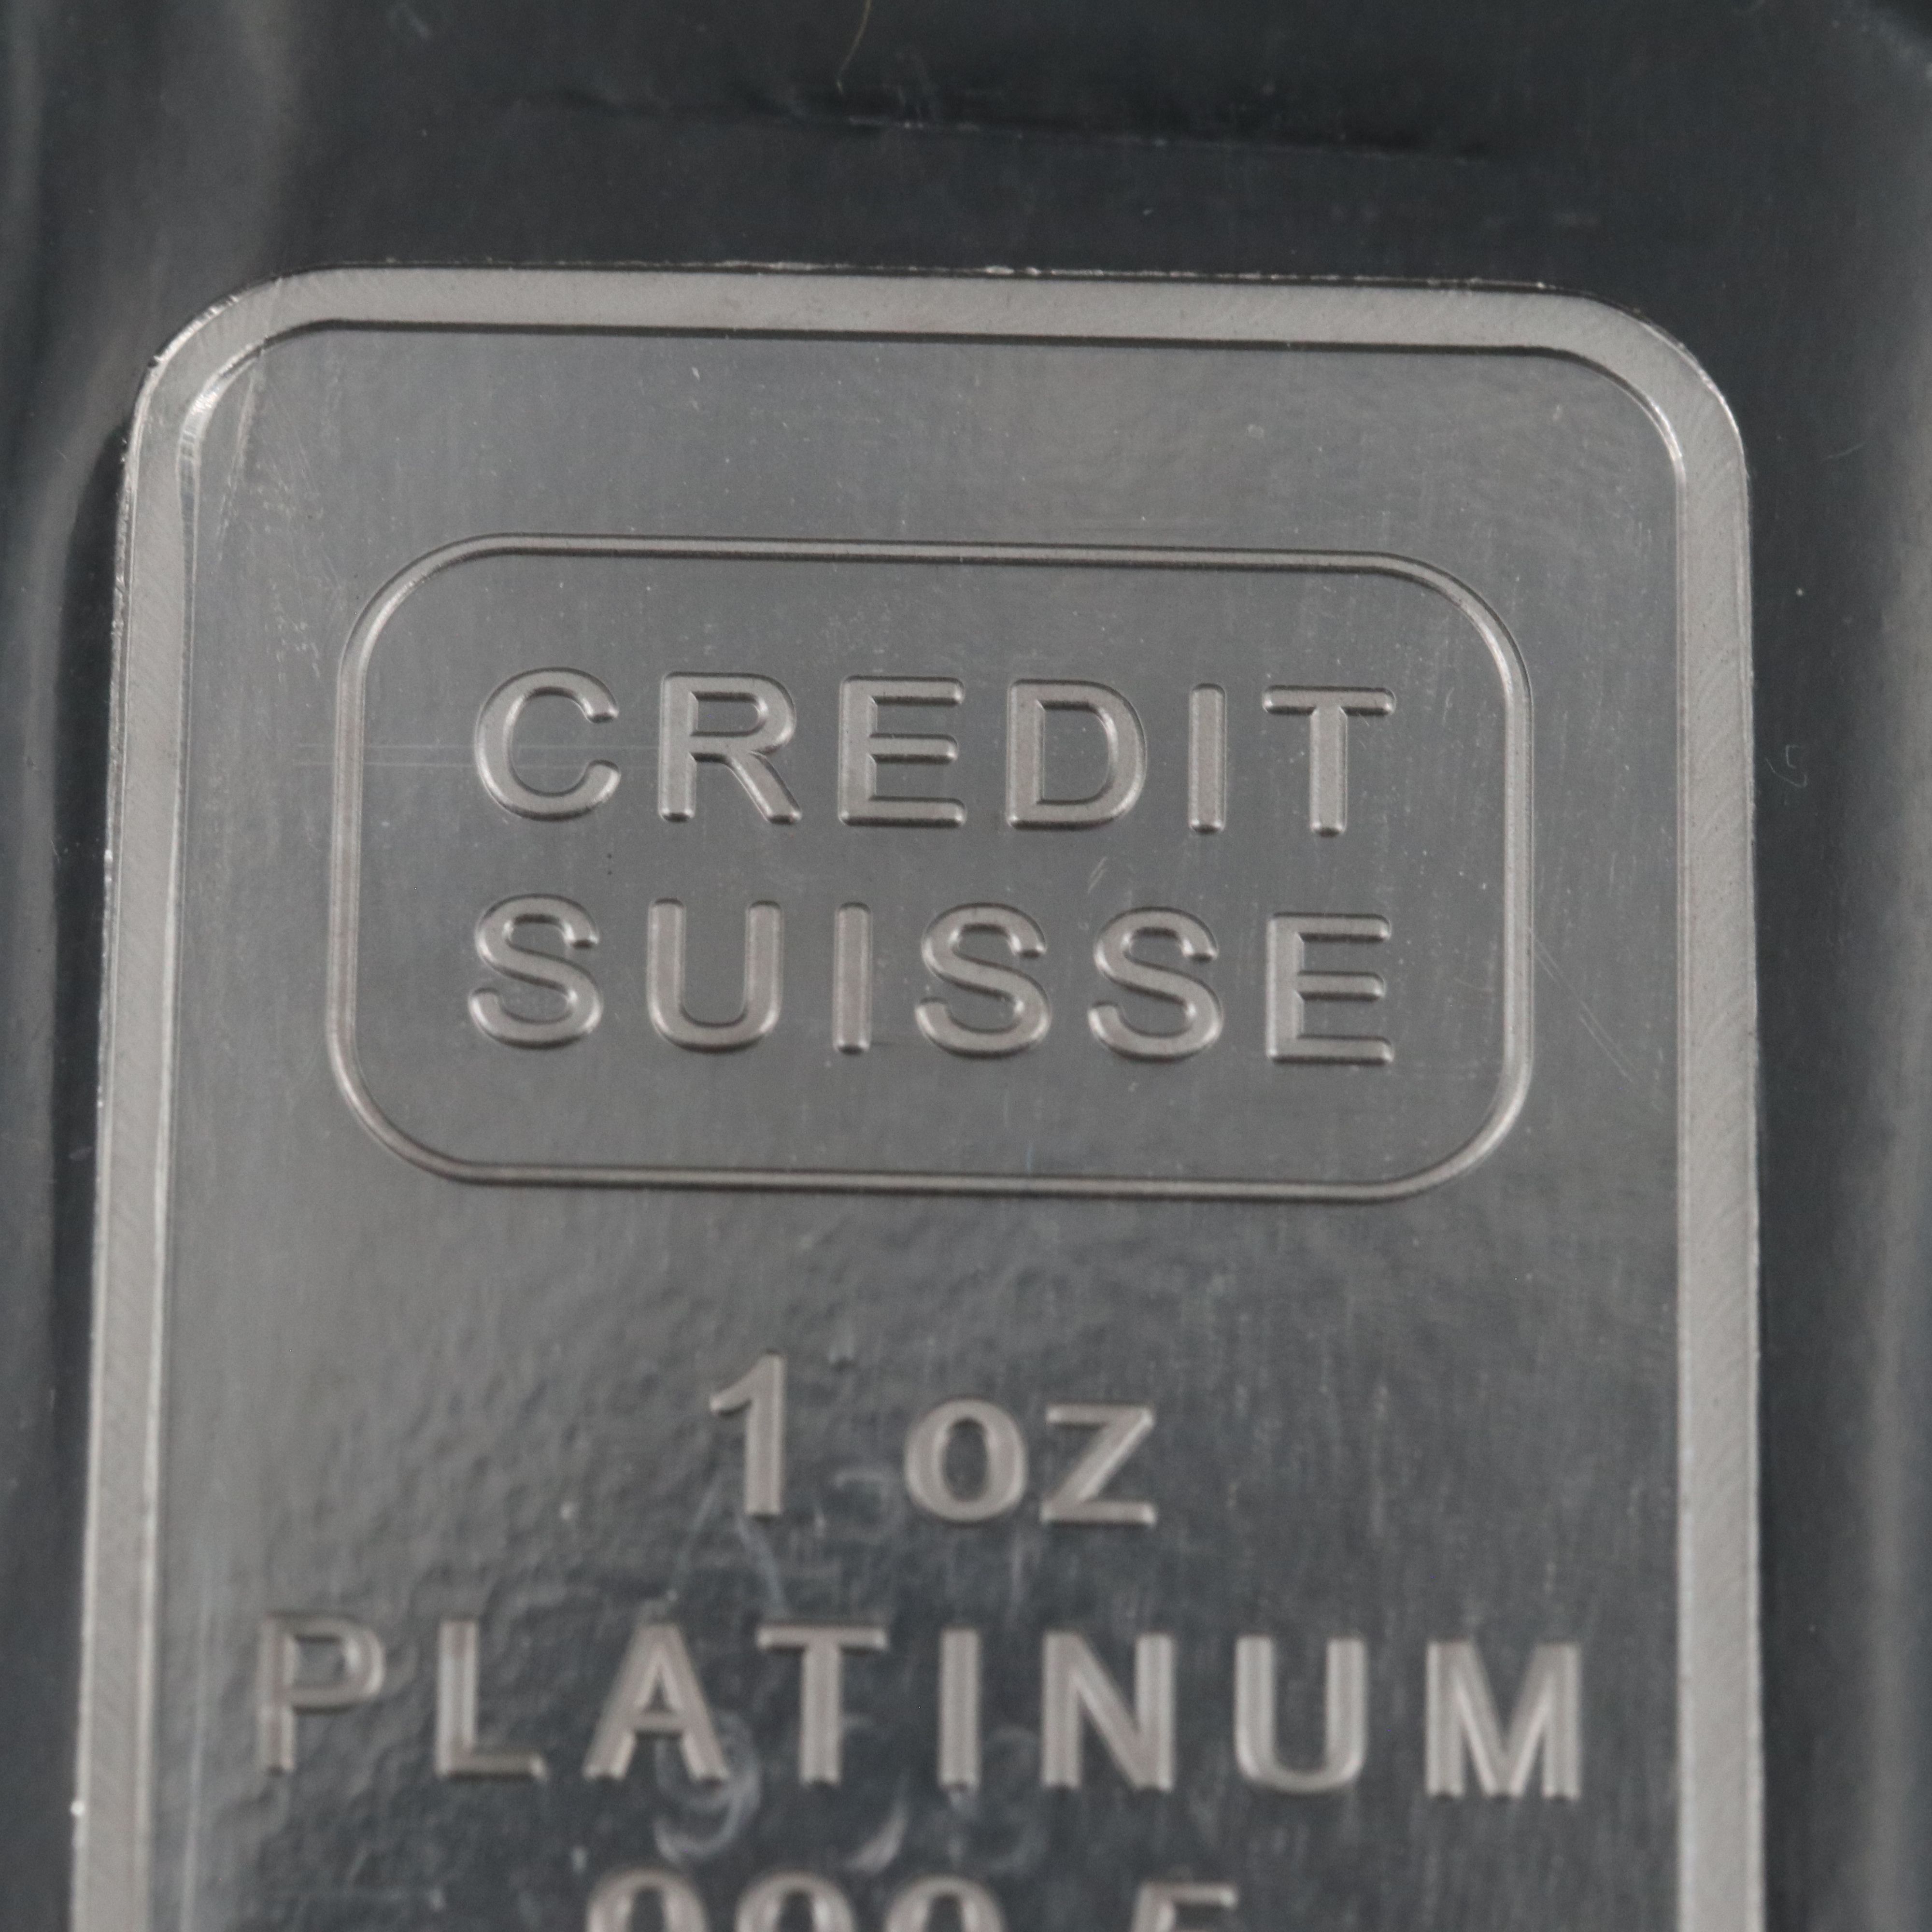 CREDIT
SUISSE
1 oz
PLATINUM